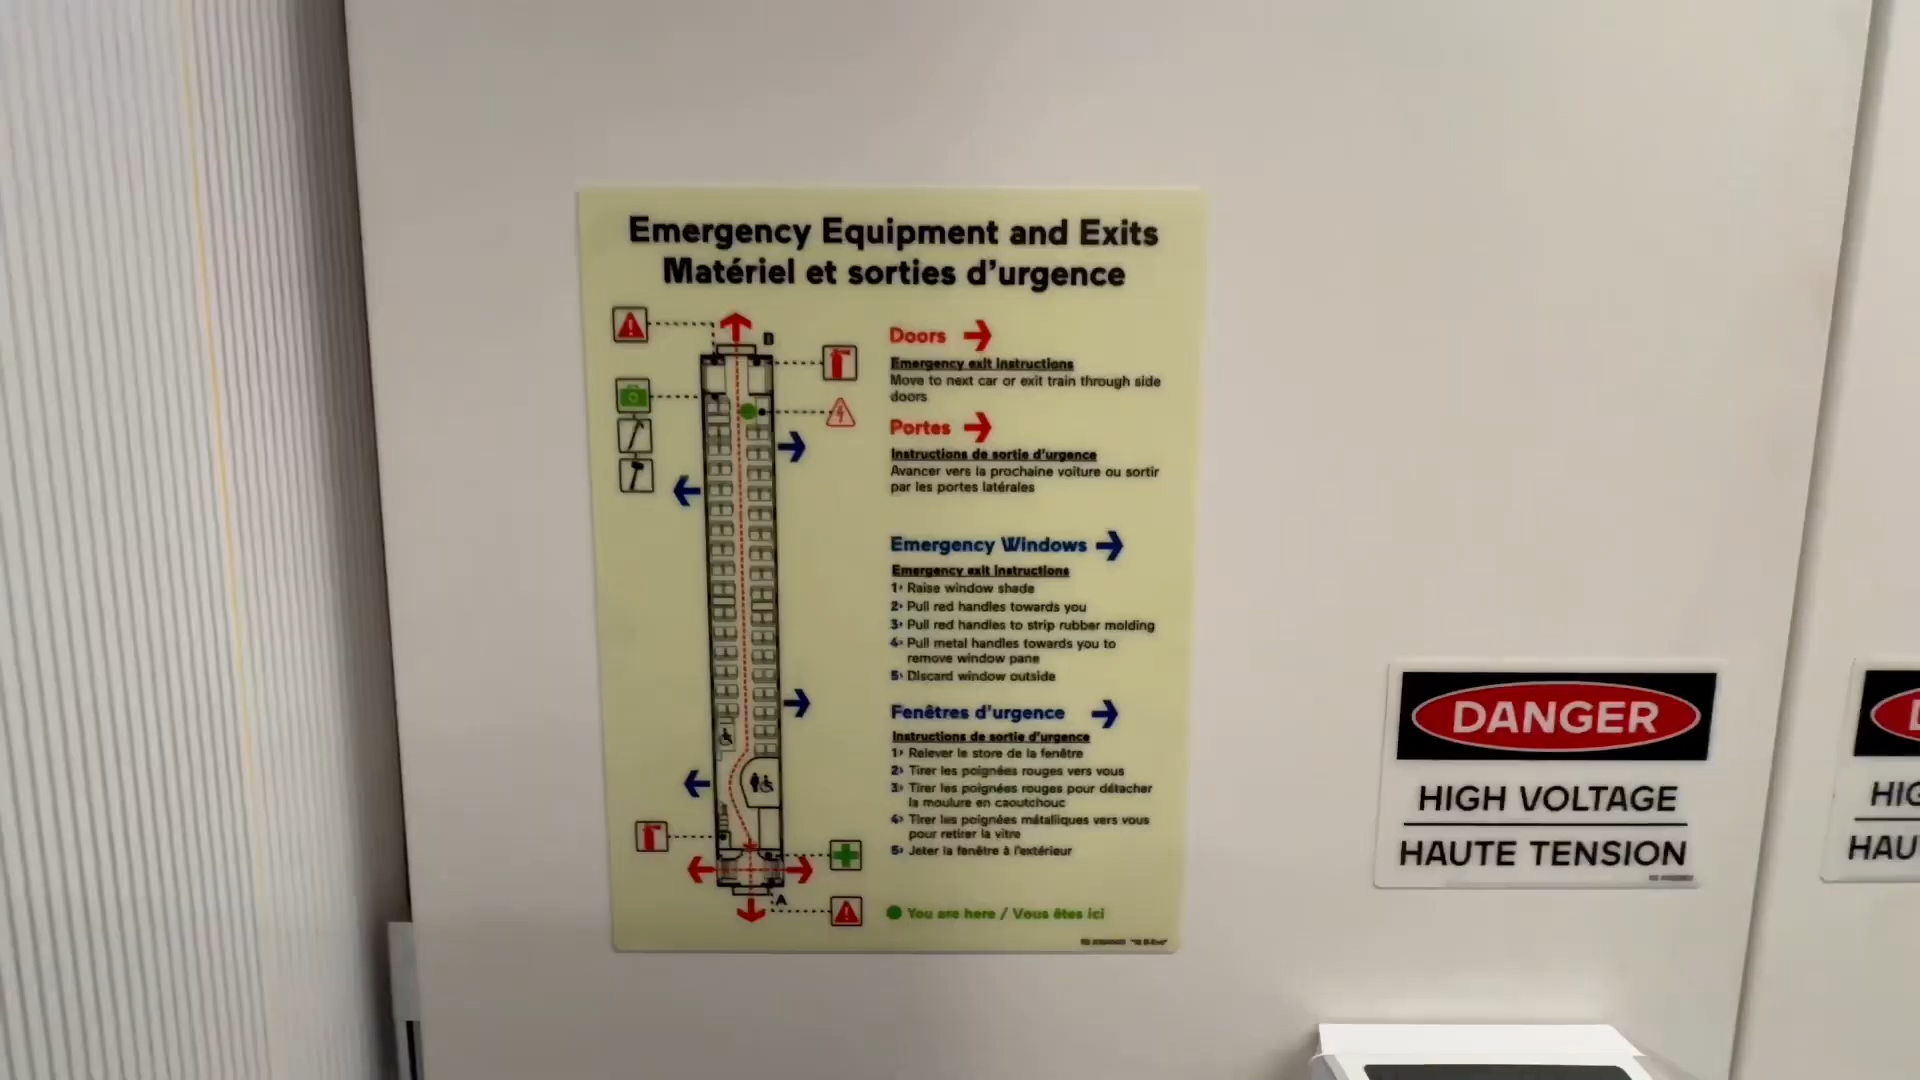 Emergency Equipment and Exits
Matériel et sorties d'urgence
B
Doors
Emergency exit instructions
Move to next car or exit train through side
doors
Portes
Instructions de sortie d'urgence
Avancer vers la prochaine voiture ou sortir
par les portes latérales
Emergency Windows
Emergency exit instructions
1› Raise window shade
2› Pull red handles towards you
3› Pull red handles to strip rubber molding
4› Pull metal handles towards you to
remove window pane
5› Discard window outside
Fenêtres d'urgence
Instructions de sortie d'urgence
1› Relever le store de la fenêtre
2› Tirer les poignées rouges vers vous
3› Tirer les poignées rouges pour détacher
la moulure en caoutchouc
4› Tirer les poignées métalliques vers vous
pour retirer la vitre
5› Jeter la fenêtre à l'extérieur
A
You are here / Vous êtes ici
DANGER
HIGH VOLTAGE
HAUTE TENSION
HIG
HAU